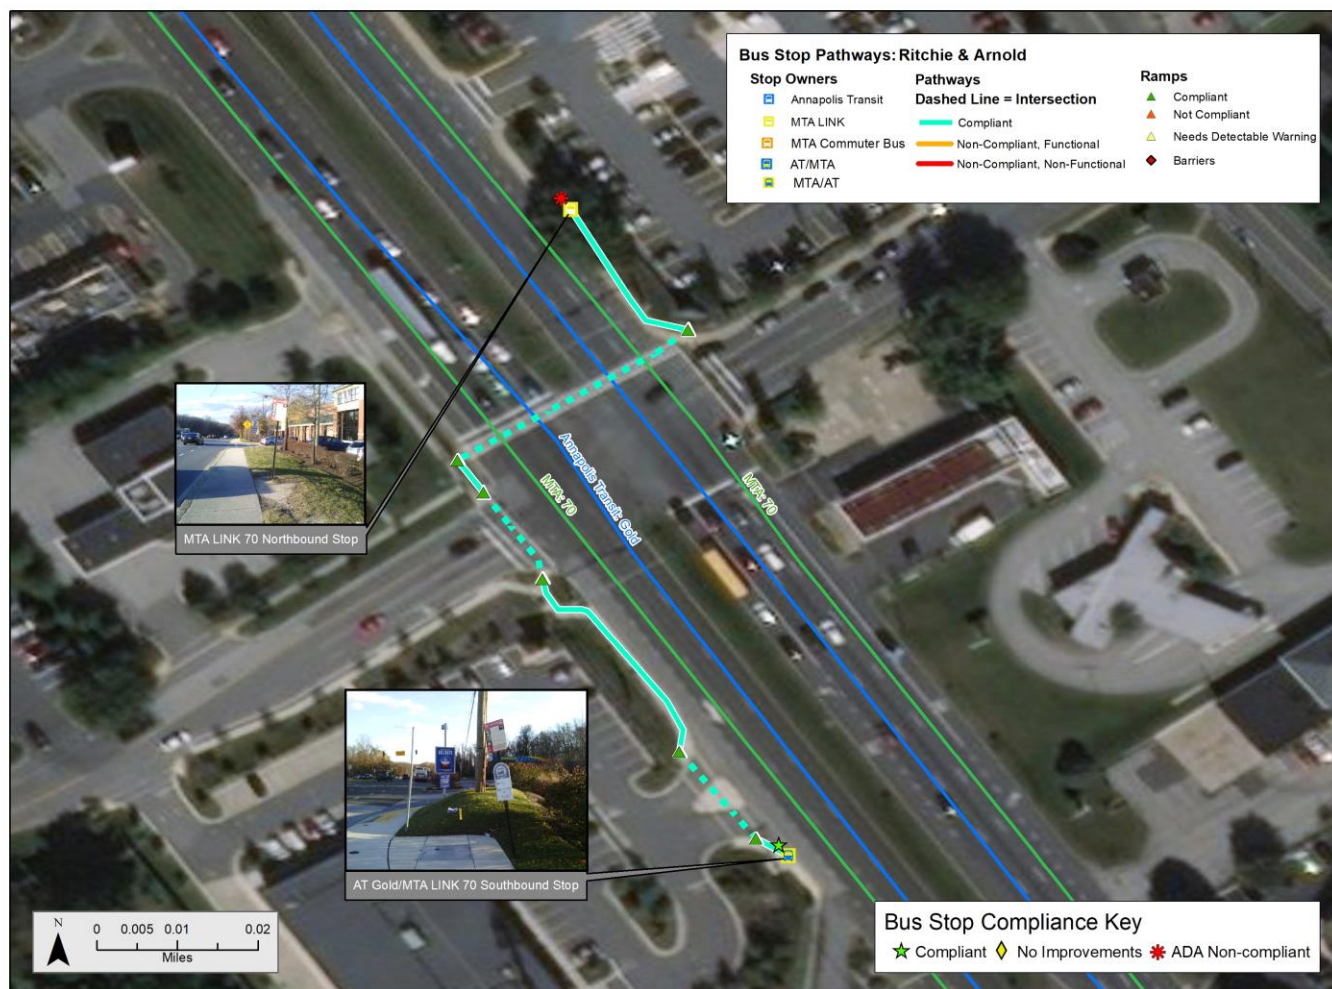 Bus Stop Pathways: Ritchie & Arnold
Stop Owners
Annapolis Transit
MTA LINK
MTA Commuter Bus
AT/MTA
MTA/AT
Pathways
Dashed Line = Intersection
Compliant
Non-Compliant, Functional
Non-Compliant, Non-Functional
Ramps
Compliant
Not Compliant
Needs Detectable Warning
Barriers
MTA: 70
Annapolis Transit: Gold
MTA: 70
MTA LINK 70 Northbound Stop
AT Gold/MTA LINK 70 Southbound Stop
N
0 0.005 0.01 0.02
Miles
Bus Stop Compliance Key
Compliant No Improvements ADA Non-compliant